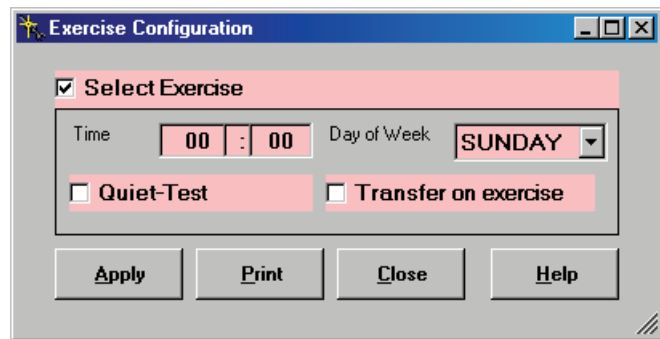 Exercise Configuration
Select Exercise
Time 00 : 00 Day of Week SUNDAY
Quiet-Test Transfer on exercise
Apply Print Close Help